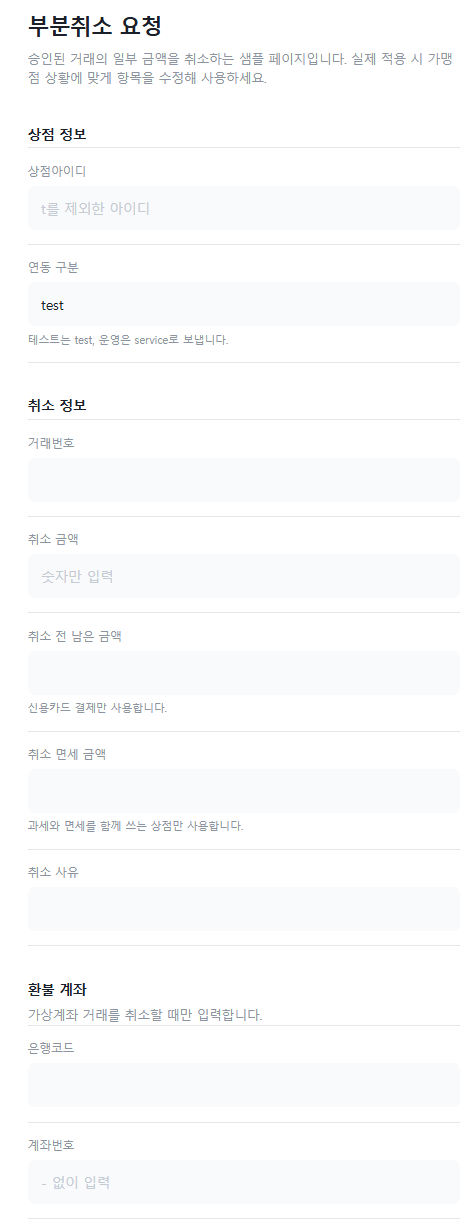 부분취소 요청
승인된 거래의 일부 금액을 취소하는 샘플 페이지입니다. 실제 적용 시 가맹
점 상황에 맞게 항목을 수정해 사용하세요.
상점 정보
상점아이디
t를 제외한 아이디
연동 구분
test
테스트는 test, 운영은 service로 보냅니다.
취소 정보
거래번호
취소 금액
숫자만 입력
취소 전 남은 금액
신용카드 결제만 사용합니다.
취소 면세 금액
과세와 면세를 함께 쓰는 상점만 사용합니다.
취소 사유
환불 계좌
가상계좌 거래를 취소할 때만 입력합니다.
은행코드
계좌번호
- 없이 입력